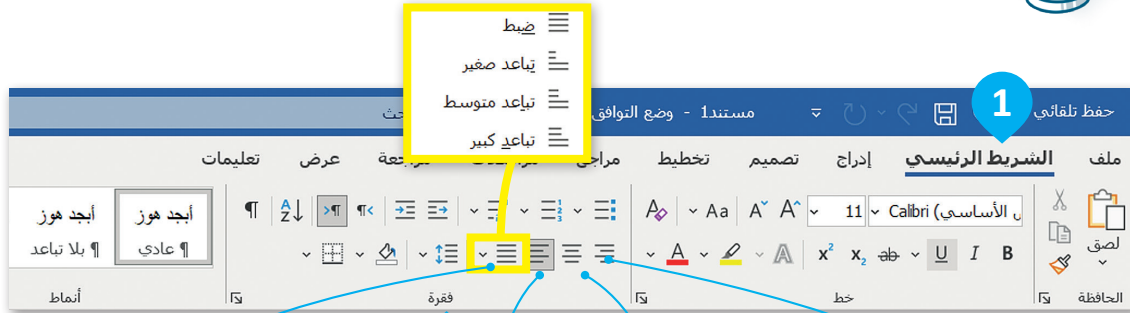 ضبط
تباعد صغير
تباعد متوسط
تباعد كبير
حفظ تلقائي
1
مستند1 - وضع التوافق
ملف
الشريط الرئيسي
إدراج
تصميم
تخطيط
عرض
تعليمات
لصق
Calibri (الأساسي
11
A^ A˅ Aa A
B I U ab x₂ x² A A
A Z ¶
أبجد هوز
¶ عادي
أبجد هوز
¶ بلا تباعد
الحافظة
خط
فقرة
أنماط